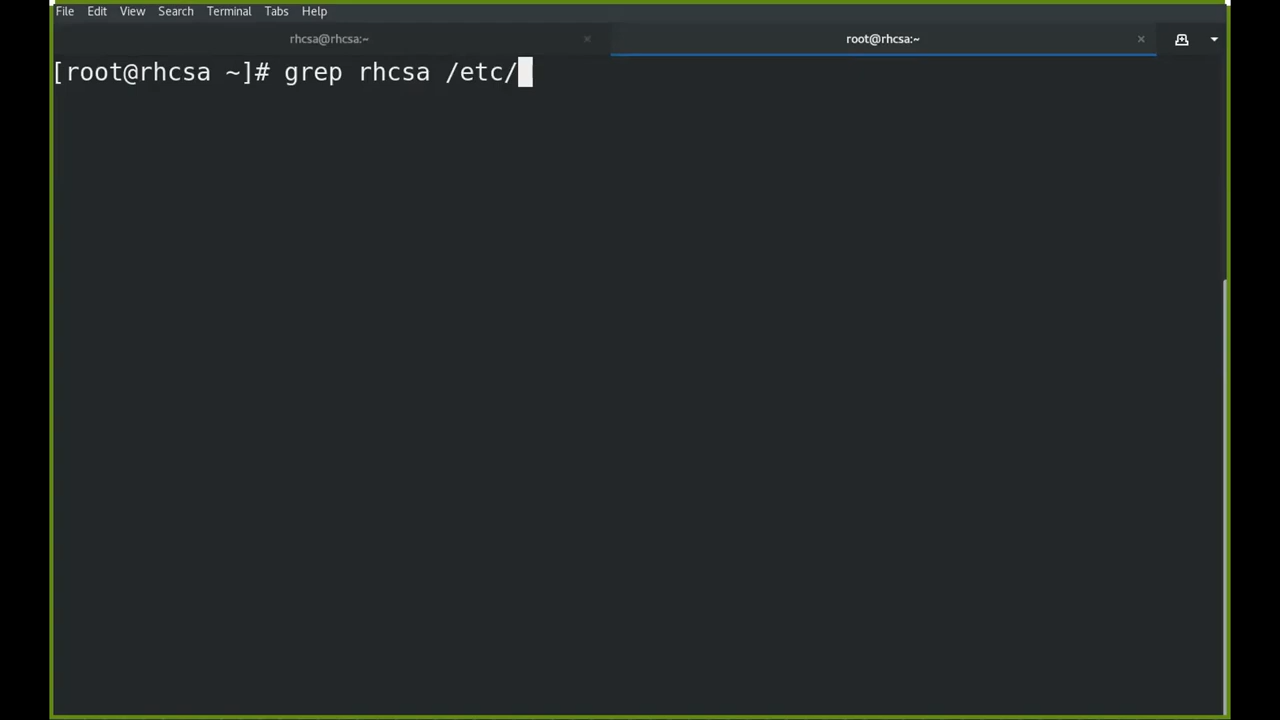 File Edit View Search Terminal Tabs Help
rhcsa@rhcsa:~ × root@rhcsa:~ ×
[root@rhcsa ~]# grep rhcsa /etc/